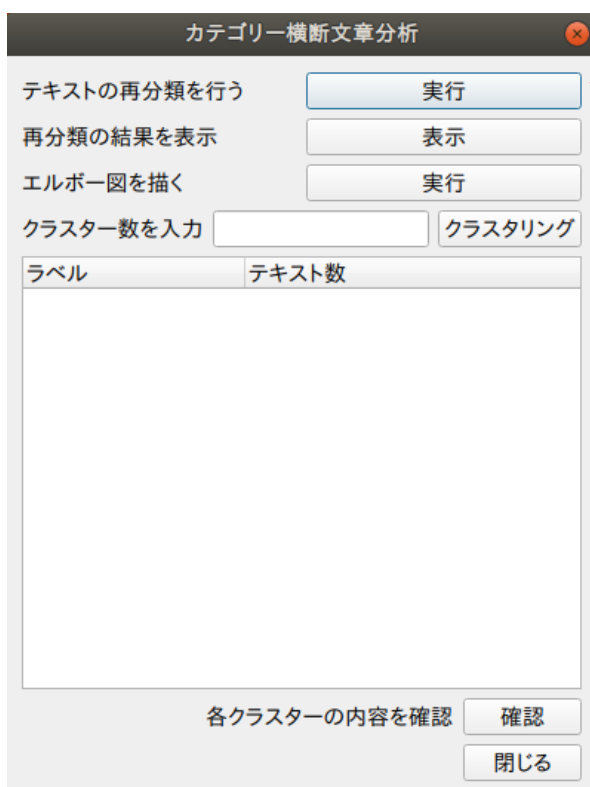 カテゴリー横断文章分析
テキストの再分類を行う 実行
再分類の結果を表示 表示
エルボー図を描く 実行
クラスター数を入力 クラスタリング
ラベル テキスト数
各クラスターの内容を確認 確認
閉じる